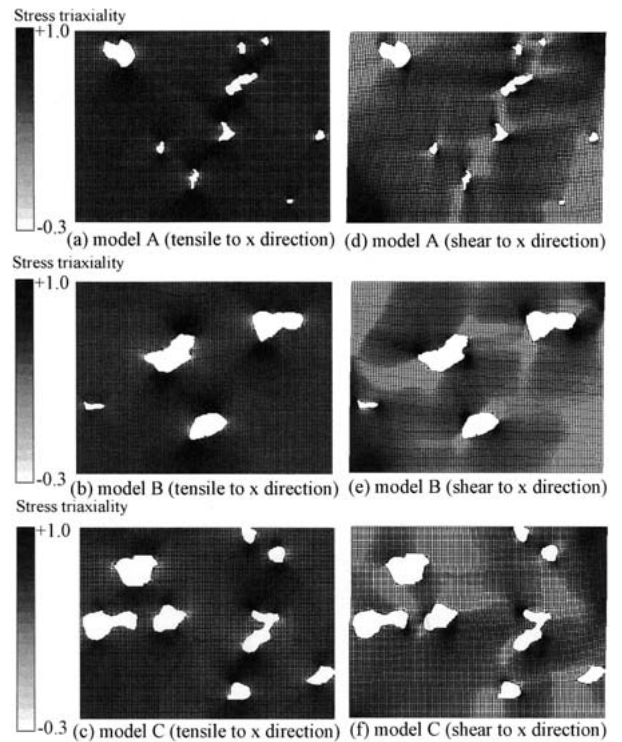 Stress triaxiality
+1.0
-0.3
(a) model A (tensile to x direction)
(d) model A (shear to x direction)
Stress triaxiality
+1.0
-0.3
(b) model B (tensile to x direction)
(e) model B (shear to x direction)
Stress triaxiality
+1.0
-0.3
(c) model C (tensile to x direction)
(f) model C (shear to x direction)